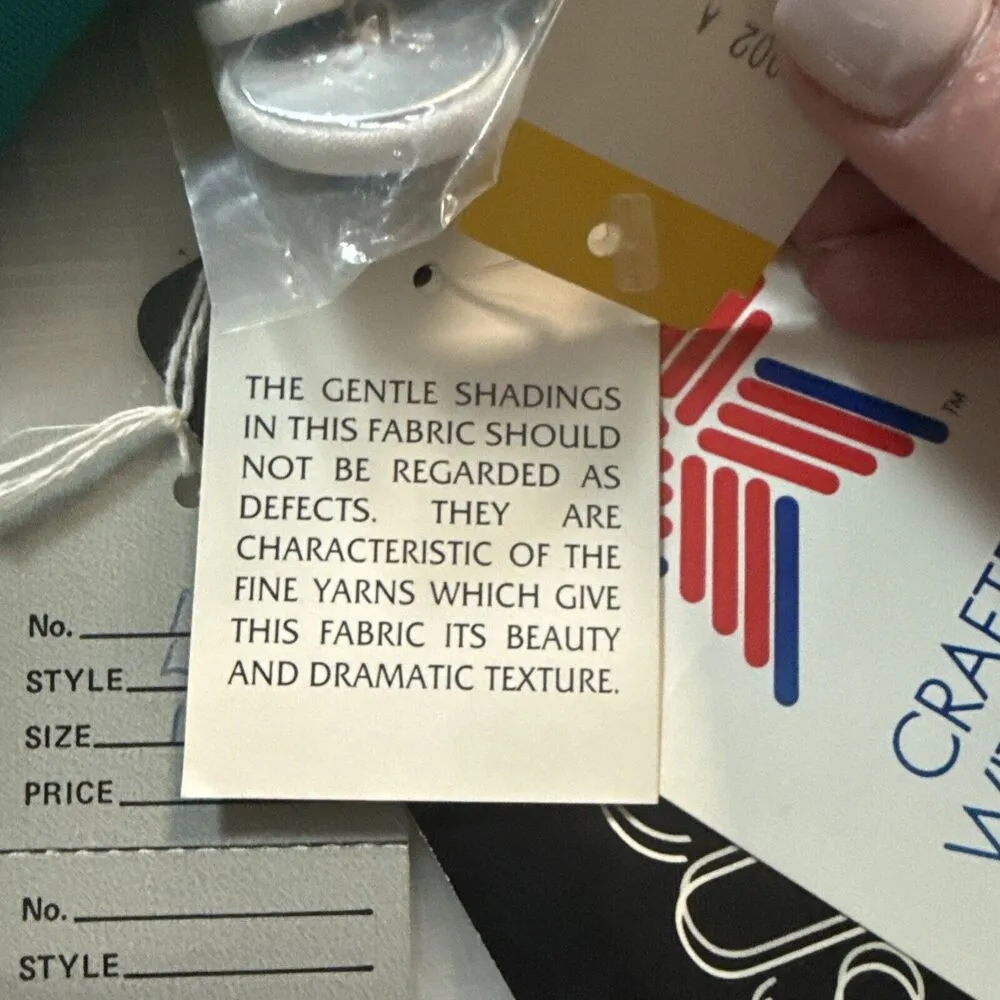 002 A
THE GENTLE SHADINGS
IN THIS FABRIC SHOULD
NOT BE REGARDED AS
DEFECTS. THEY ARE
CHARACTERISTIC OF THE
FINE YARNS WHICH GIVE
THIS FABRIC ITS BEAUTY
AND DRAMATIC TEXTURE.
TM
No.
STYLE
SIZE
PRICE
No.
STYLE